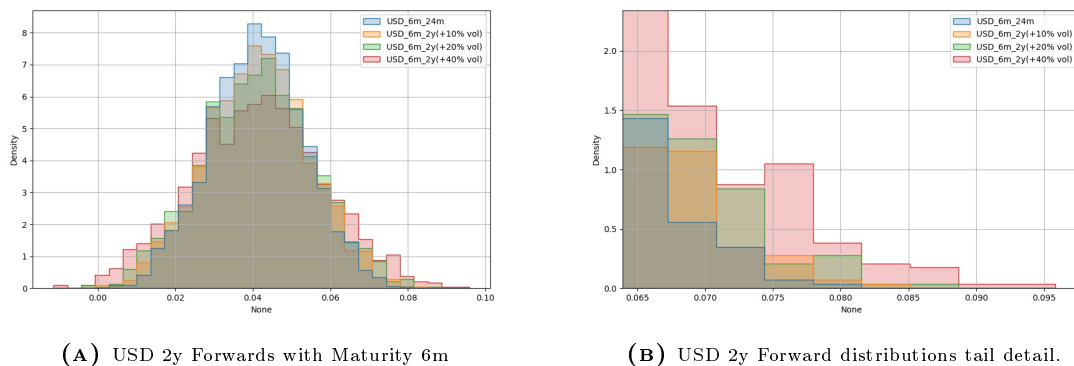 USD_6m_24m
USD_6m_2y(+10% vol)
USD_6m_2y(+20% vol)
USD_6m_2y(+40% vol)
Density
8
7
6
5
4
3
2
1
0
0.00 0.02 0.04 0.06 0.08 0.10
None
(A) USD 2y Forwards with Maturity 6m
USD_6m_24m
USD_6m_2y(+10% vol)
USD_6m_2y(+20% vol)
USD_6m_2y(+40% vol)
Density
2.0
1.5
1.0
0.5
0.0
0.065 0.070 0.075 0.080 0.085 0.090 0.095
None
(B) USD 2y Forward distributions tail detail.